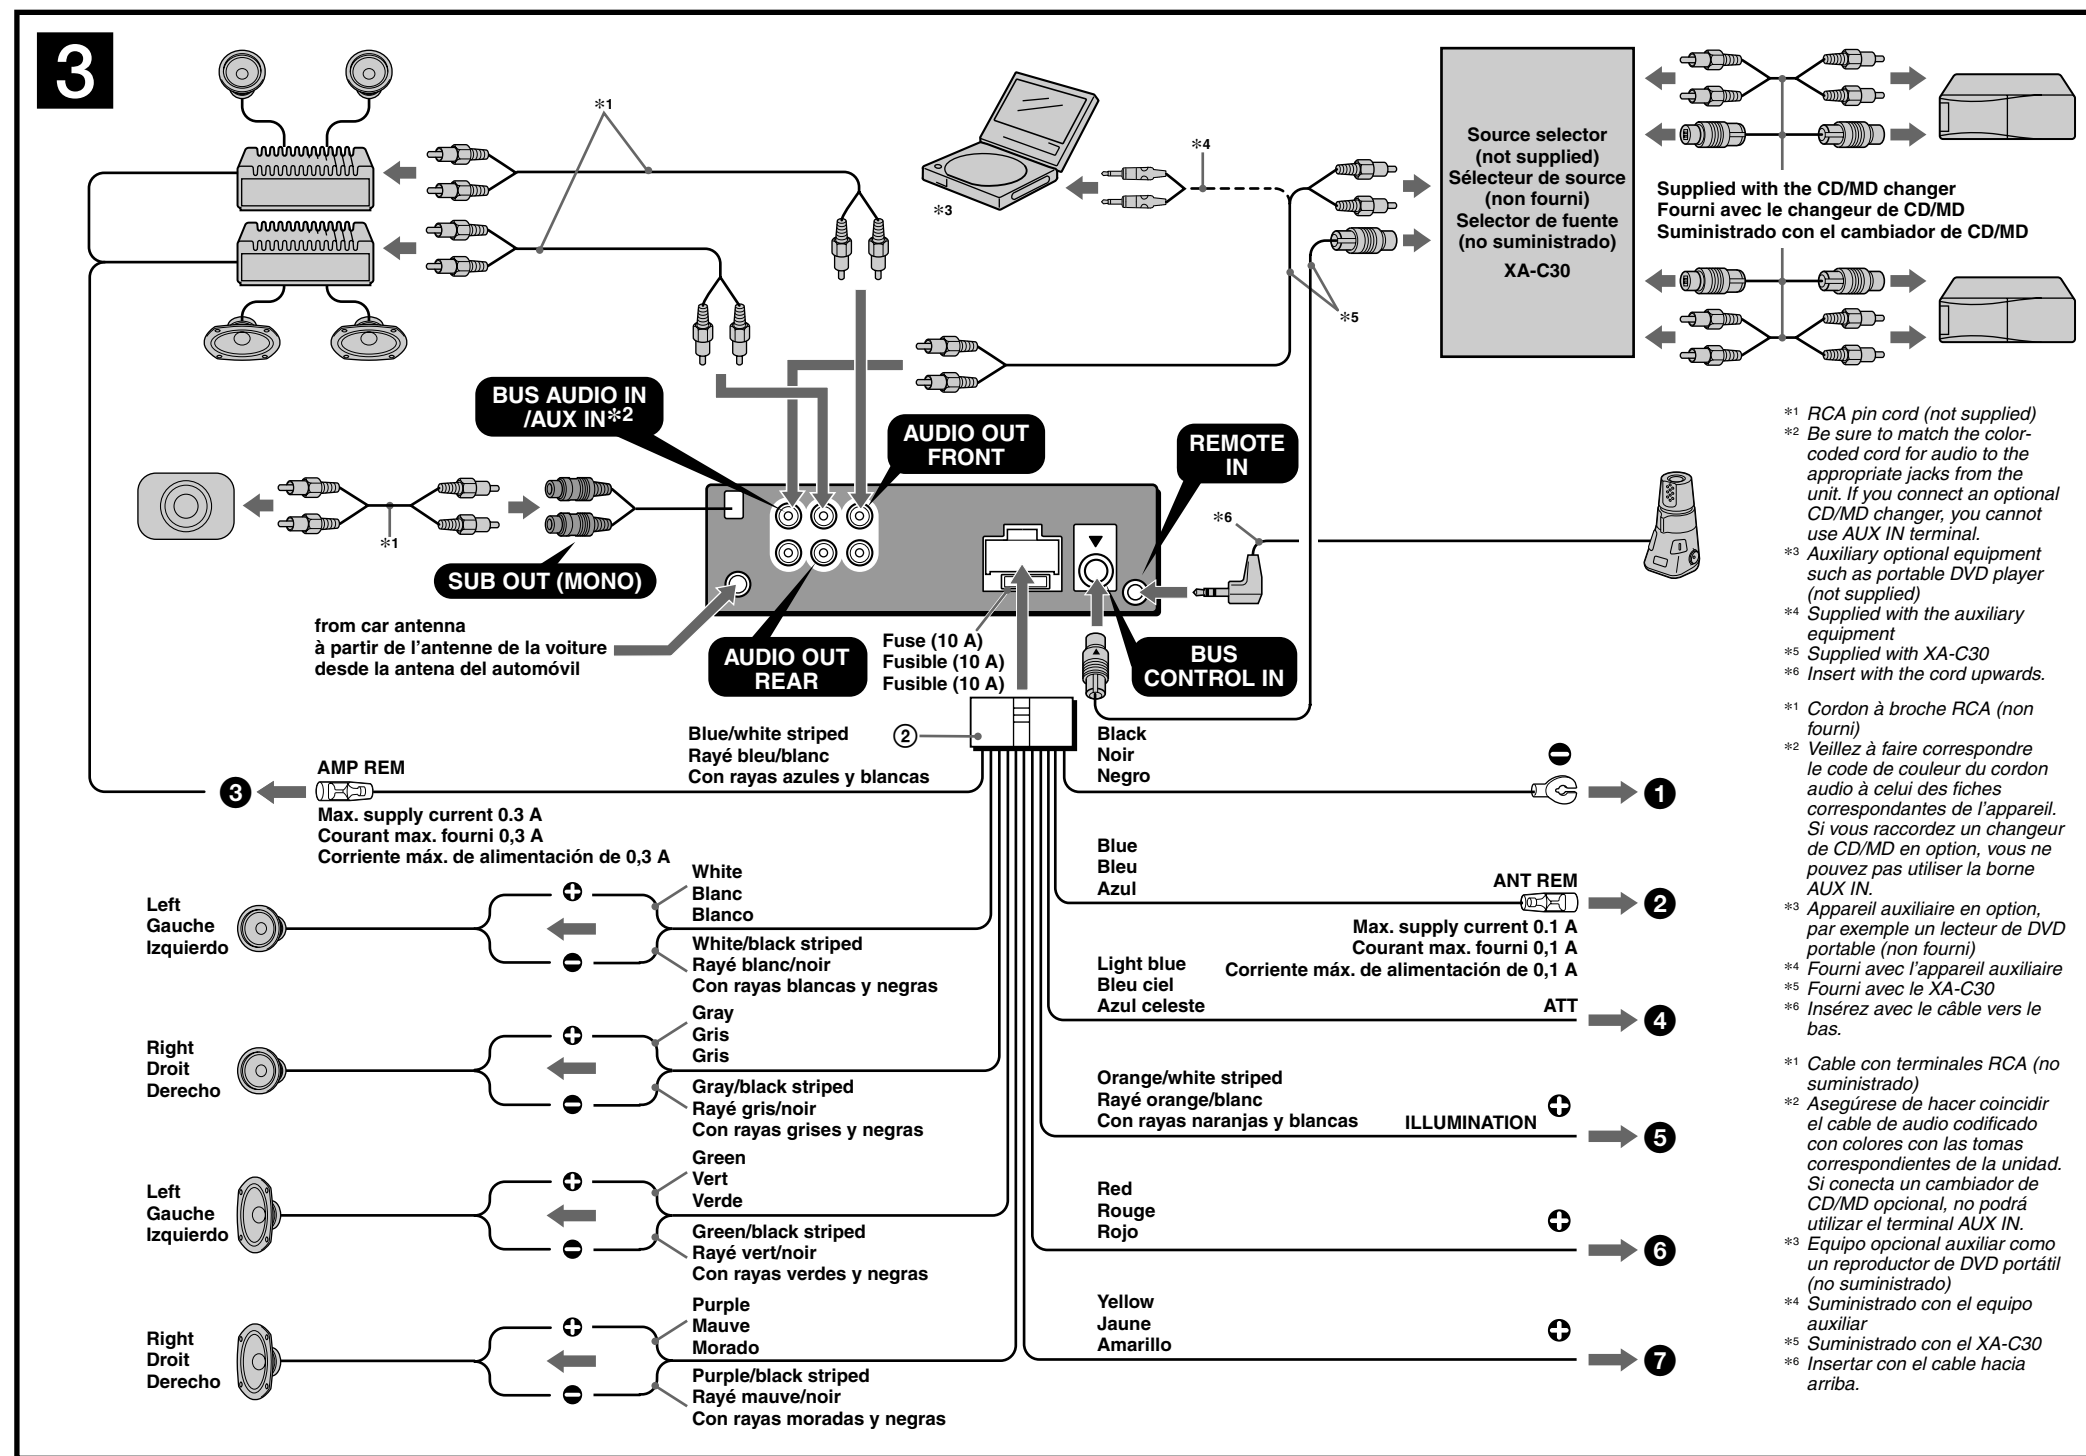 3
*1
*3
*4
*5
Source selector
(not supplied)
Sélecteur de source
(non fourni)
Selector de fuente
(no suministrado)
XA-C30
Supplied with the CD/MD changer
Fourni avec le changeur de CD/MD
Suministrado con el cambiador de CD/MD
BUS AUDIO IN
/AUX IN*2
AUDIO OUT
FRONT
REMOTE
IN
*6
*1
SUB OUT (MONO)
from car antenna
à partir de l'antenne de la voiture
desde la antena del automóvil
AUDIO OUT
REAR
Fuse (10 A)
Fusible (10 A)
Fusible (10 A)
BUS
CONTROL IN
2
Blue/white striped
Rayé bleu/blanc
Con rayas azules y blancas
AMP REM
3
Max. supply current 0.3 A
Courant max. fourni 0,3 A
Corriente máx. de alimentación de 0,3 A
Left
Gauche
Izquierdo
White
Blanc
Blanco
White/black striped
Rayé blanc/noir
Con rayas blancas y negras
Right
Droit
Derecho
Gray
Gris
Gris
Gray/black striped
Rayé gris/noir
Con rayas grises y negras
Left
Gauche
Izquierdo
Green
Vert
Verde
Green/black striped
Rayé vert/noir
Con rayas verdes y negras
Right
Droit
Derecho
Purple
Mauve
Morado
Purple/black striped
Rayé mauve/noir
Con rayas moradas y negras
Black
Noir
Negro
1
Blue
Bleu
Azul
ANT REM
2
Max. supply current 0.1 A
Courant max. fourni 0,1 A
Corriente máx. de alimentación de 0,1 A
Light blue
Bleu ciel
Azul celeste
ATT
4
Orange/white striped
Rayé orange/blanc
Con rayas naranjas y blancas
ILLUMINATION
5
Red
Rouge
Rojo
6
Yellow
Jaune
Amarillo
7
*1 RCA pin cord (not supplied)
*2 Be sure to match the color-
coded cord for audio to the
appropriate jacks from the
unit. If you connect an optional
CD/MD changer, you cannot
use AUX IN terminal.
*3 Auxiliary optional equipment
such as portable DVD player
(not supplied)
*4 Supplied with the auxiliary
equipment
*5 Supplied with XA-C30
*6 Insert with the cord upwards.
*1 Cordon à broche RCA (non
fourni)
*2 Veillez à faire correspondre
le code de couleur du cordon
audio à celui des fiches
correspondantes de l'appareil.
Si vous raccordez un changeur
de CD/MD en option, vous ne
pouvez pas utiliser la borne
AUX IN.
*3 Appareil auxiliaire en option,
par exemple un lecteur de DVD
portable (non fourni)
*4 Fourni avec l'appareil auxiliaire
*5 Fourni avec le XA-C30
*6 Insérez avec le câble vers le
bas.
*1 Cable con terminales RCA (no
suministrado)
*2 Asegúrese de hacer coincidir
el cable de audio codificado
con colores con las tomas
correspondientes de la unidad.
Si conecta un cambiador de
CD/MD opcional, no podrá
utilizar el terminal AUX IN.
*3 Equipo opcional auxiliar como
un reproductor de DVD portátil
(no suministrado)
*4 Suministrado con el equipo
auxiliar
*5 Suministrado con el XA-C30
*6 Insertar con el cable hacia
arriba.